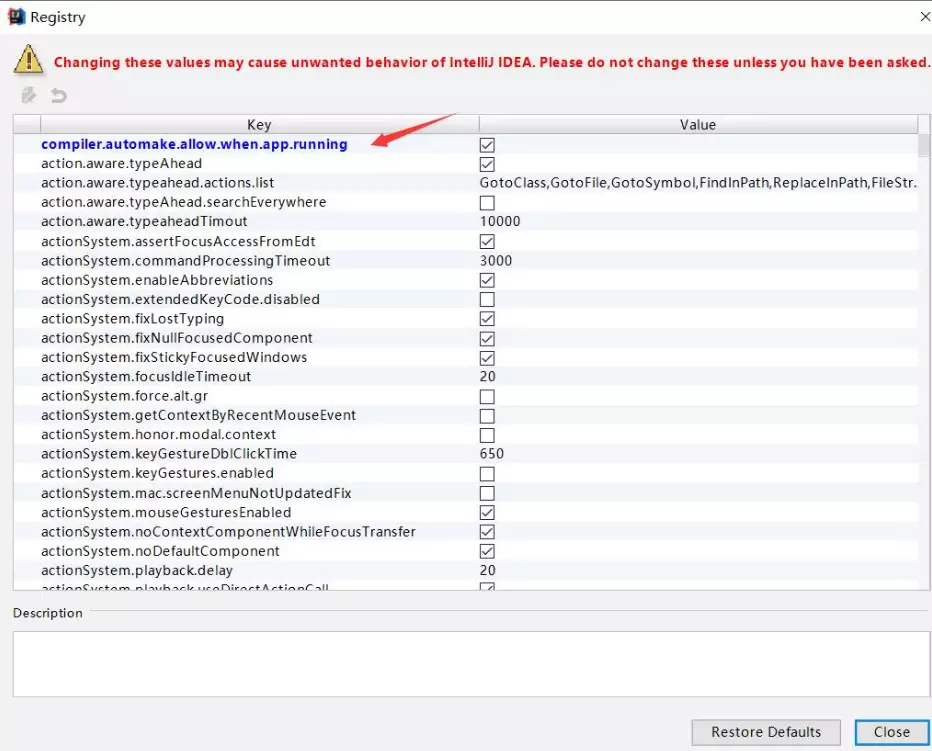 Registry
Changing these values may cause unwanted behavior of IntelliJ IDEA. Please do not change these unless you have been asked.
Key Value
compiler.automake.allow.when.app.running
action.aware.typeAhead
action.aware.typeahead.actions.list GotoClass,GotoFile,GotoSymbol,FindInPath,ReplaceInPath,FileStr..
action.aware.typeAhead.searchEverywhere
action.aware.typeaheadTimout 10000
actionSystem.assertFocusAccessFromEdt
actionSystem.commandProcessingTimeout 3000
actionSystem.enableAbbreviations
actionSystem.extendedKeyCode.disabled
actionSystem.fixLostTyping
actionSystem.fixNullFocusedComponent
actionSystem.fixStickyFocusedWindows
actionSystem.focusIdleTimeout 20
actionSystem.force.alt.gr
actionSystem.getContextByRecentMouseEvent
actionSystem.honor.modal.context
actionSystem.keyGestureDblClickTime 650
actionSystem.keyGestures.enabled
actionSystem.mac.screenMenuNotUpdatedFix
actionSystem.mouseGesturesEnabled
actionSystem.noContextComponentWhileFocusTransfer
actionSystem.noDefaultComponent
actionSystem.playback.delay 20
actionSystem.playback.useDirectActionCall
Description
Restore Defaults Close